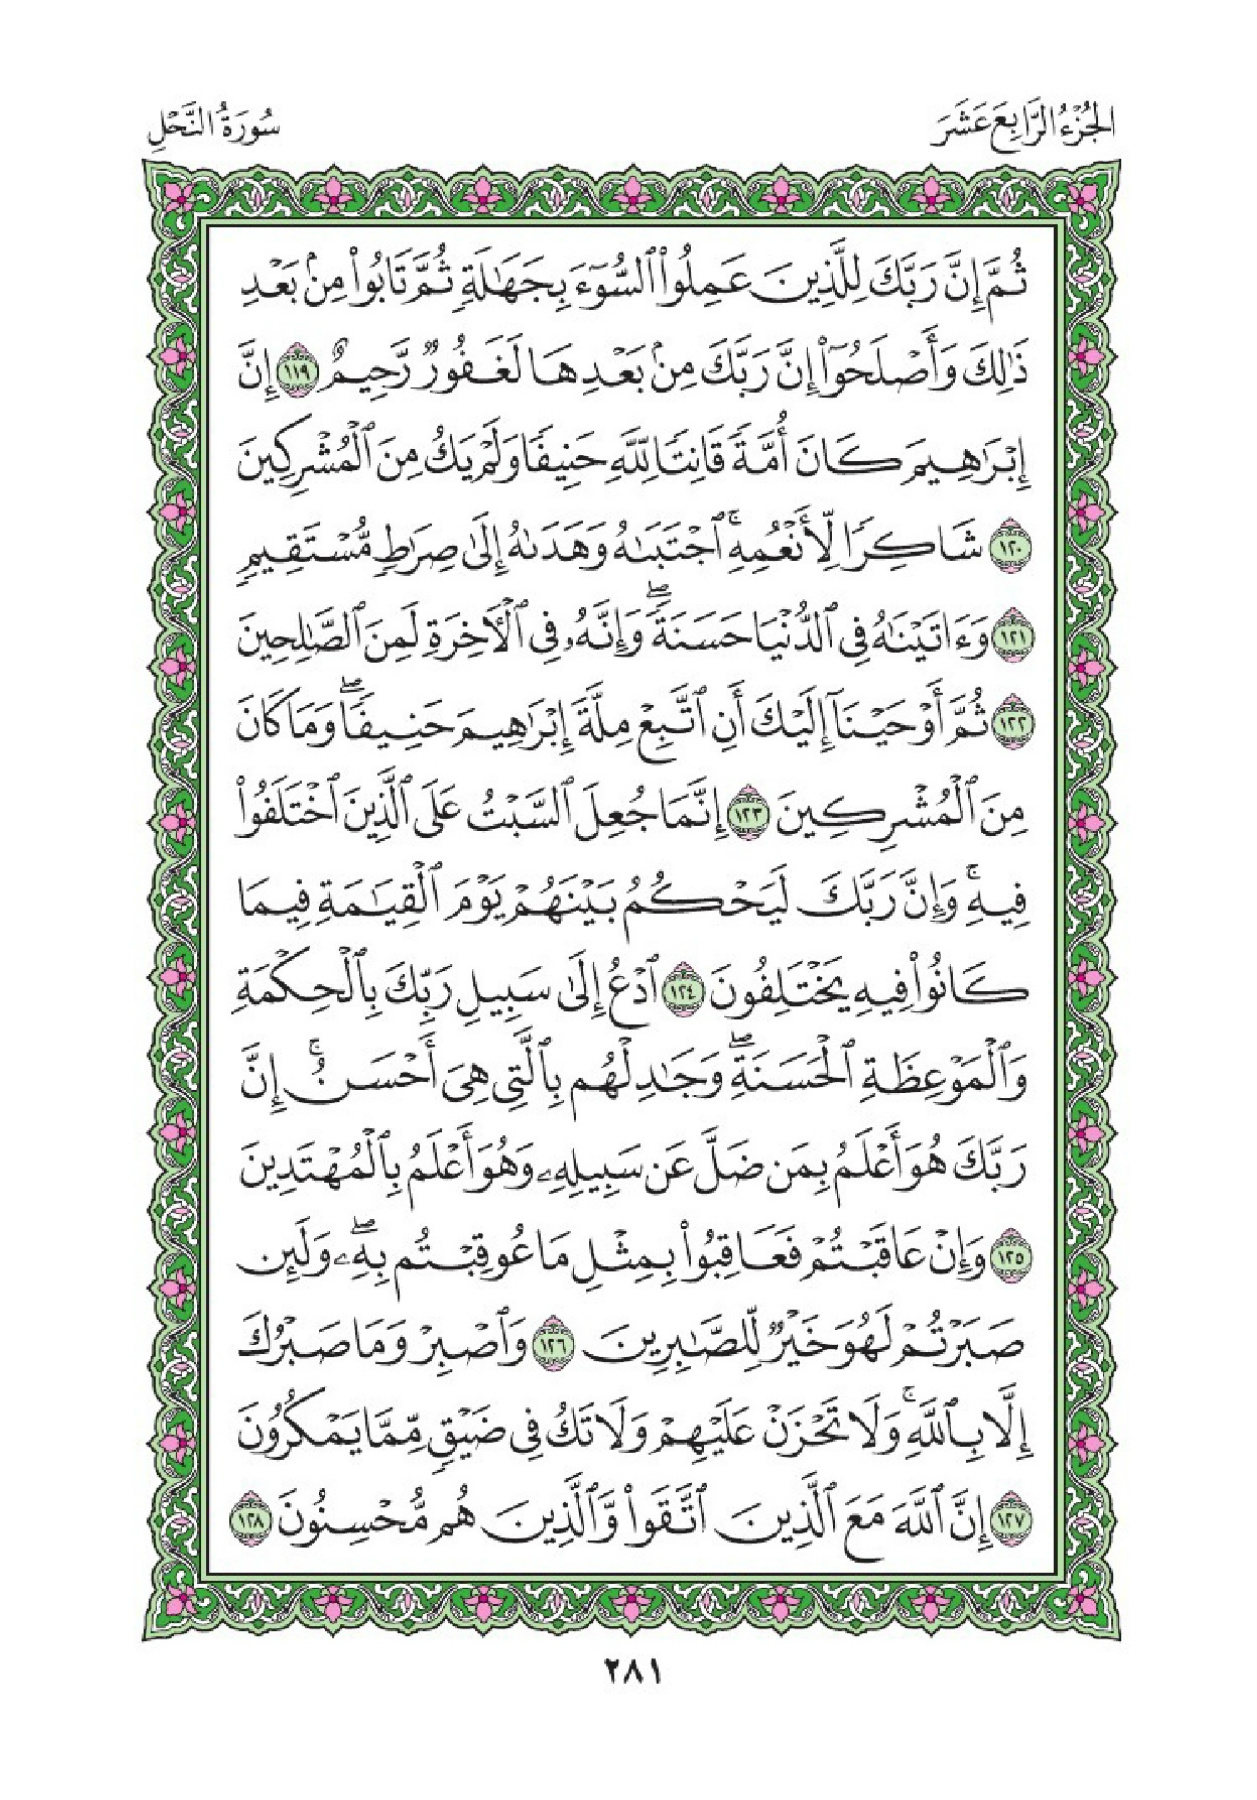 الجُزْءُ الرَّابِعَ عَشَرَ
سُورَةُ النَّحْلِ
ثُمَّ إِنَّ رَبَّكَ لِلَّذِينَ عَمِلُوا۟ ٱلسُّوٓءَ بِجَهَٰلَةٍ ثُمَّ تَابُوا۟ مِنۢ بَعْدِ
ذَٰلِكَ وَأَصْلَحُوٓا۟ إِنَّ رَبَّكَ مِنۢ بَعْدِهَا لَغَفُورٌ رَّحِيمٌ ١١٩ إِنَّ
إِبْرَٰهِيمَ كَانَ أُمَّةً قَانِتًا لِّلَّهِ حَنِيفًا وَلَمْ يَكُ مِنَ ٱلْمُشْرِكِينَ
١٢٠ شَاكِرًا لِّأَنْعُمِهِ ۚ ٱجْتَبَىٰهُ وَهَدَىٰهُ إِلَىٰ صِرَٰطٍ مُّسْتَقِيمٍ
١٢١ وَءَاتَيْنَٰهُ فِى ٱلدُّنْيَا حَسَنَةً ۖ وَإِنَّهُۥ فِى ٱلْـَٔاخِرَةِ لَمِنَ ٱلصَّٰلِحِينَ
١٢٢ ثُمَّ أَوْحَيْنَآ إِلَيْكَ أَنِ ٱتَّبِعْ مِلَّةَ إِبْرَٰهِيمَ حَنِيفًا ۖ وَمَا كَانَ
مِنَ ٱلْمُشْرِكِينَ ١٢٣ إِنَّمَا جُعِلَ ٱلسَّبْتُ عَلَى ٱلَّذِينَ ٱخْتَلَفُوا۟
فِيهِ ۚ وَإِنَّ رَبَّكَ لَيَحْكُمُ بَيْنَهُمْ يَوْمَ ٱلْقِيَٰمَةِ فِيمَا
كَانُوا۟ فِيهِ يَخْتَلِفُونَ ١٢٤ ٱدْعُ إِلَىٰ سَبِيلِ رَبِّكَ بِٱلْحِكْمَةِ
وَٱلْمَوْعِظَةِ ٱلْحَسَنَةِ ۖ وَجَٰدِلْهُم بِٱلَّتِى هِىَ أَحْسَنُ ۚ إِنَّ
رَبَّكَ هُوَ أَعْلَمُ بِمَن ضَلَّ عَن سَبِيلِهِۦ وَهُوَ أَعْلَمُ بِٱلْمُهْتَدِينَ
١٢٥ وَإِنْ عَاقَبْتُمْ فَعَاقِبُوا۟ بِمِثْلِ مَا عُوقِبْتُم بِهِۦ ۖ وَلَئِن
صَبَرْتُمْ لَهُوَ خَيْرٌ لِّلصَّٰبِرِينَ ١٢٦ وَٱصْبِرْ وَمَا صَبْرُكَ
إِلَّا بِٱللَّهِ ۚ وَلَا تَحْزَنْ عَلَيْهِمْ وَلَا تَكُ فِى ضَيْقٍ مِّمَّا يَمْكُرُونَ
١٢٧ إِنَّ ٱللَّهَ مَعَ ٱلَّذِينَ ٱتَّقَوا۟ وَّٱلَّذِينَ هُم مُّحْسِنُونَ ١٢٨
٢٨١